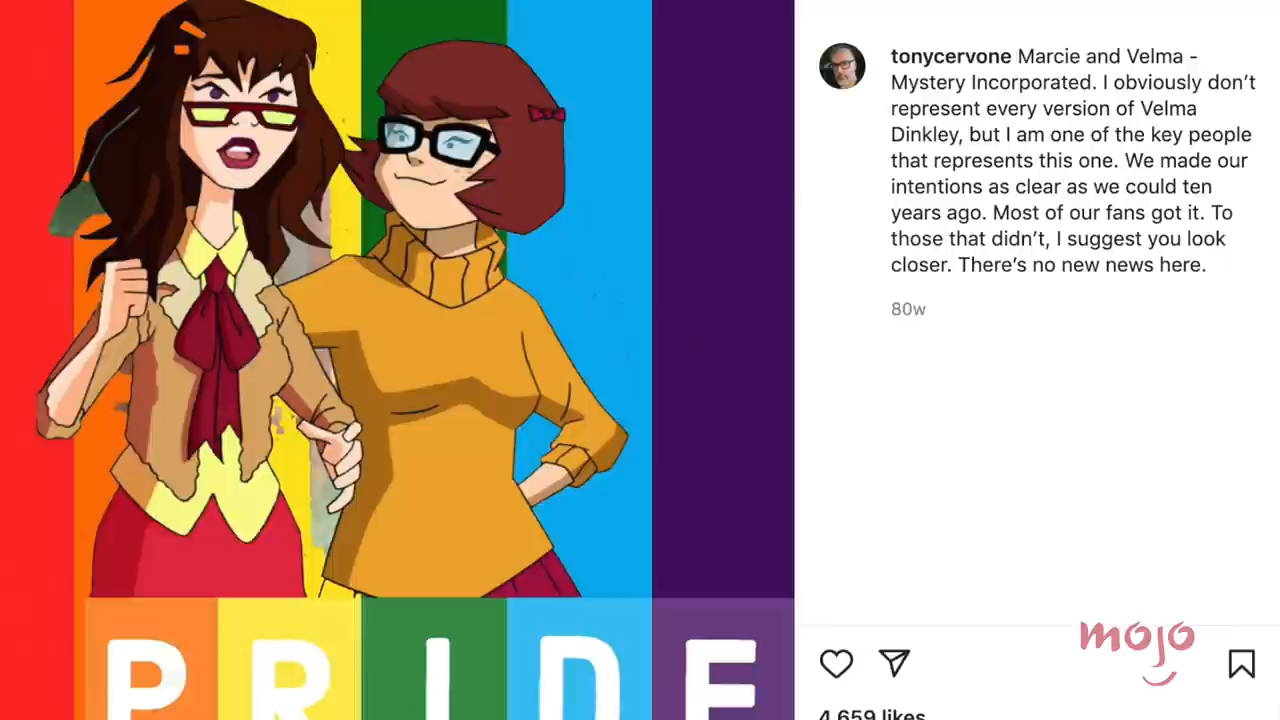 tonycervone Marcie and Velma -
Mystery Incorporated. I obviously don’t
represent every version of Velma
Dinkley, but I am one of the key people
that represents this one. We made our
intentions as clear as we could ten
years ago. Most of our fans got it. To
those that didn’t, I suggest you look
closer. There’s no new news here.
80w
PRIDE
mojo
4,659 likes